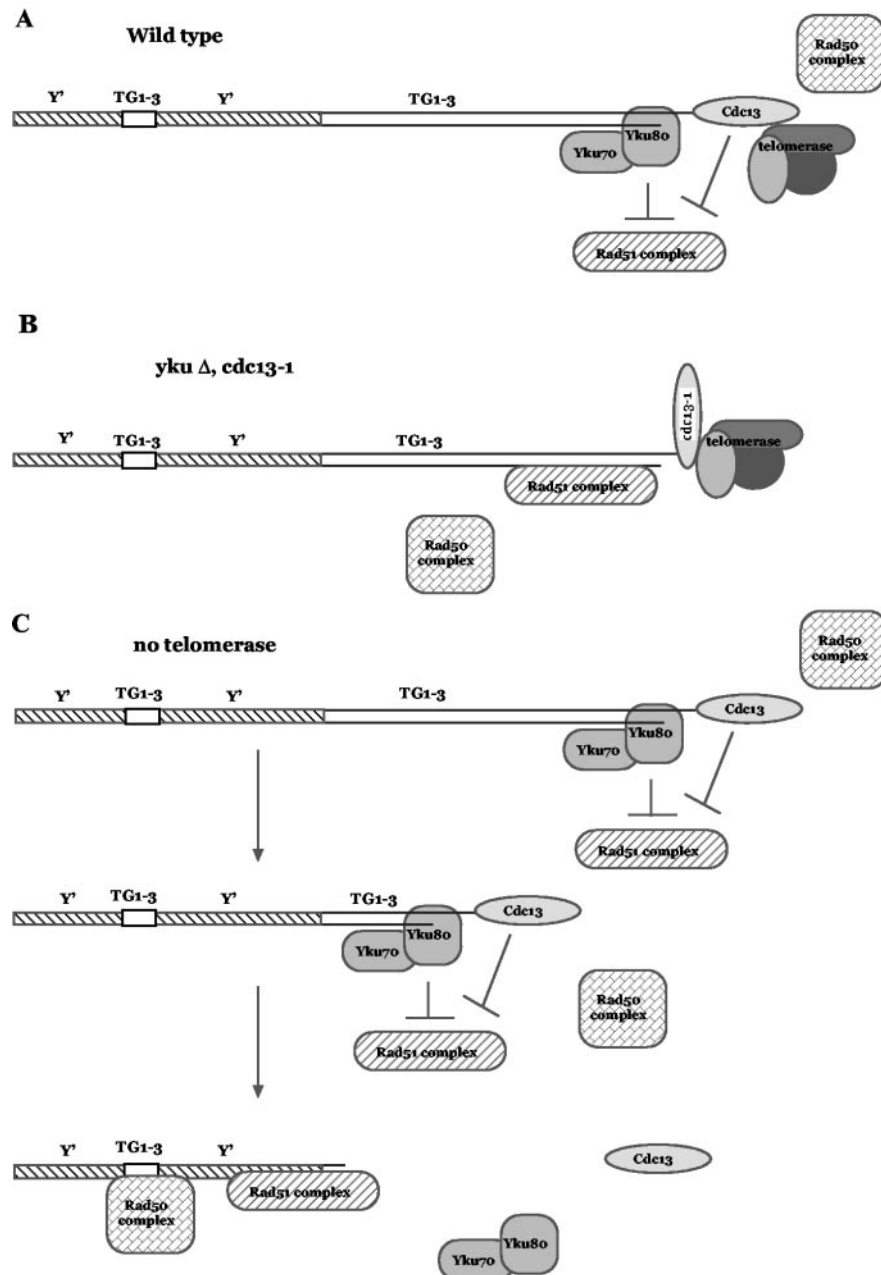 A
Wild type
Rad50
complex
Y' TG1-3 Y' TG1-3
Cdc13
Yku80
Yku70
telomerase
Rad51 complex
B
yku Δ, cdc13-1
cdc13-1
Y' TG1-3 Y' TG1-3
telomerase
Rad51 complex
Rad50
complex
C
no telomerase
Rad50
complex
Y' TG1-3 Y' TG1-3
Cdc13
Yku80
Yku70
Rad51 complex
Y' TG1-3 Y' TG1-3
Cdc13
Yku80
Yku70
Rad50
complex
Rad51 complex
Y' TG1-3 Y'
Cdc13
Rad51 complex
Rad50
complex
Yku80
Yku70